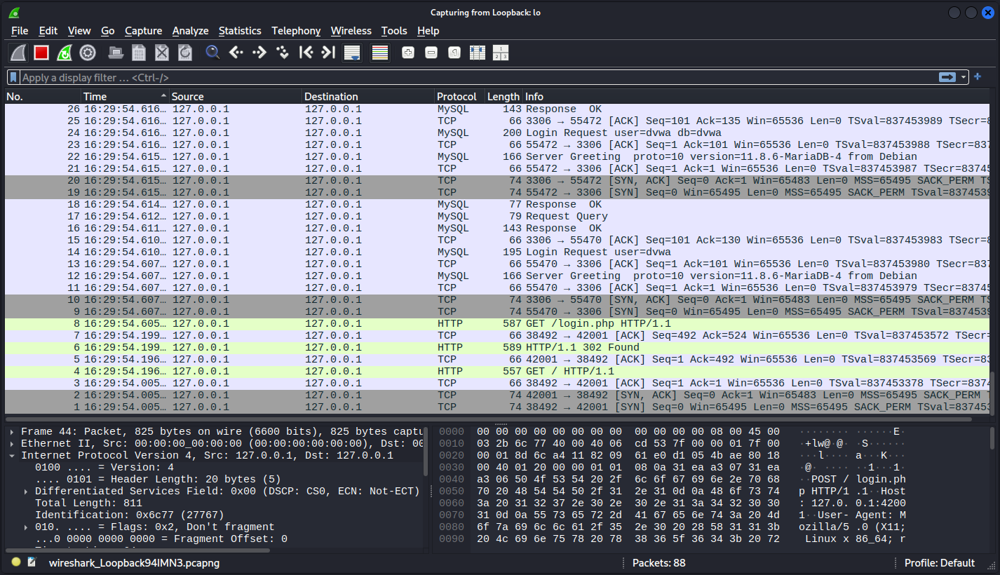 Capturing from Loopback: lo
File Edit View Go Capture Analyze Statistics Telephony Wireless Tools Help
Apply a display filter … <Ctrl-/>
No. Time Source Destination Protocol Length Info
26 16:29:54.616… 127.0.0.1 127.0.0.1 MySQL 143 Response OK
25 16:29:54.616… 127.0.0.1 127.0.0.1 TCP 66 3306 → 55472 [ACK] Seq=101 Ack=135 Win=65536 Len=0 TSval=837453989 TSecr=8
24 16:29:54.616… 127.0.0.1 127.0.0.1 MySQL 200 Login Request user=dvwa db=dvwa
23 16:29:54.616… 127.0.0.1 127.0.0.1 TCP 66 55472 → 3306 [ACK] Seq=1 Ack=101 Win=65536 Len=0 TSval=837453988 TSecr=837
22 16:29:54.615… 127.0.0.1 127.0.0.1 MySQL 166 Server Greeting proto=10 version=11.8.6-MariaDB-4 from Debian
21 16:29:54.615… 127.0.0.1 127.0.0.1 TCP 66 55472 → 3306 [ACK] Seq=1 Ack=1 Win=65536 Len=0 TSval=837453987 TSecr=83745
20 16:29:54.615… 127.0.0.1 127.0.0.1 TCP 74 3306 → 55472 [SYN, ACK] Seq=0 Ack=1 Win=65483 Len=0 MSS=65495 SACK_PERM TS
19 16:29:54.615… 127.0.0.1 127.0.0.1 TCP 74 55472 → 3306 [SYN] Seq=0 Win=65495 Len=0 MSS=65495 SACK_PERM TSval=8374539
18 16:29:54.614… 127.0.0.1 127.0.0.1 MySQL 77 Response OK
17 16:29:54.612… 127.0.0.1 127.0.0.1 MySQL 79 Request Query
16 16:29:54.611… 127.0.0.1 127.0.0.1 MySQL 143 Response OK
15 16:29:54.610… 127.0.0.1 127.0.0.1 TCP 66 3306 → 55470 [ACK] Seq=101 Ack=130 Win=65536 Len=0 TSval=837453983 TSecr=8
14 16:29:54.610… 127.0.0.1 127.0.0.1 MySQL 195 Login Request user=dvwa
13 16:29:54.607… 127.0.0.1 127.0.0.1 TCP 66 55470 → 3306 [ACK] Seq=1 Ack=101 Win=65536 Len=0 TSval=837453980 TSecr=837
12 16:29:54.607… 127.0.0.1 127.0.0.1 MySQL 166 Server Greeting proto=10 version=11.8.6-MariaDB-4 from Debian
11 16:29:54.607… 127.0.0.1 127.0.0.1 TCP 66 55470 → 3306 [ACK] Seq=1 Ack=1 Win=65536 Len=0 TSval=837453979 TSecr=83745
10 16:29:54.607… 127.0.0.1 127.0.0.1 TCP 74 3306 → 55470 [SYN, ACK] Seq=0 Ack=1 Win=65483 Len=0 MSS=65495 SACK_PERM TS
9 16:29:54.607… 127.0.0.1 127.0.0.1 TCP 74 55470 → 3306 [SYN] Seq=0 Win=65495 Len=0 MSS=65495 SACK_PERM TSval=8374539
8 16:29:54.605… 127.0.0.1 127.0.0.1 HTTP 587 GET /login.php HTTP/1.1
7 16:29:54.199… 127.0.0.1 127.0.0.1 TCP 66 38492 → 42001 [ACK] Seq=492 Ack=524 Win=65536 Len=0 TSval=837453572 TSecr=
6 16:29:54.199… 127.0.0.1 127.0.0.1 HTTP 589 HTTP/1.1 302 Found
5 16:29:54.196… 127.0.0.1 127.0.0.1 TCP 66 42001 → 38492 [ACK] Seq=1 Ack=492 Win=65536 Len=0 TSval=837453569 TSecr=83
4 16:29:54.196… 127.0.0.1 127.0.0.1 HTTP 557 GET / HTTP/1.1
3 16:29:54.005… 127.0.0.1 127.0.0.1 TCP 66 38492 → 42001 [ACK] Seq=1 Ack=1 Win=65536 Len=0 TSval=837453378 TSecr=8374
2 16:29:54.005… 127.0.0.1 127.0.0.1 TCP 74 42001 → 38492 [SYN, ACK] Seq=0 Ack=1 Win=65483 Len=0 MSS=65495 SACK_PERM T
1 16:29:54.005… 127.0.0.1 127.0.0.1 TCP 74 38492 → 42001 [SYN] Seq=0 Win=65495 Len=0 MSS=65495 SACK_PERM TSval=837453
Frame 44: Packet, 825 bytes on wire (6600 bits), 825 bytes captu
Ethernet II, Src: 00:00:00_00:00:00 (00:00:00:00:00:00), Dst: 00
Internet Protocol Version 4, Src: 127.0.0.1, Dst: 127.0.0.1
0100 .... = Version: 4
.... 0101 = Header Length: 20 bytes (5)
Differentiated Services Field: 0x00 (DSCP: CS0, ECN: Not-ECT)
Total Length: 811
Identification: 0x6c77 (27767)
010. .... = Flags: 0x2, Don't fragment
...0 0000 0000 0000 = Fragment Offset: 0
0000 00 00 00 00 00 00 00 00 00 00 00 00 08 00 45 00 ········ ······E·
0010 03 2b 6c 77 40 00 40 06 cd 53 7f 00 00 01 7f 00 ·+lw@·@· ·S······
0020 00 01 8d 6c a4 11 82 09 61 e0 d1 05 4b ae 80 18 ···l···· a···K···
0030 00 40 01 20 00 00 01 01 08 0a 31 ea a3 07 31 ea ·@· ···· ··1···1·
0040 a3 06 50 4f 53 54 20 2f 6c 6f 67 69 6e 2e 70 68 ··POST / login.ph
0050 70 20 48 54 54 50 2f 31 2e 31 0d 0a 48 6f 73 74 p HTTP/1 .1··Host
0060 3a 20 31 32 37 2e 30 2e 30 2e 31 3a 34 32 30 30 : 127.0. 0.1:4200
0070 31 0d 0a 55 73 65 72 2d 41 67 65 6e 74 3a 20 4d 1··User- Agent: M
0080 6f 7a 69 6c 6c 61 2f 35 2e 30 20 28 58 31 31 3b ozilla/5 .0 (X11;
0090 20 4c 69 6e 75 78 20 78 38 36 5f 36 34 3b 20 72 Linux x 86_64; r
wireshark_Loopback94IMN3.pcapng Packets: 88 Profile: Default